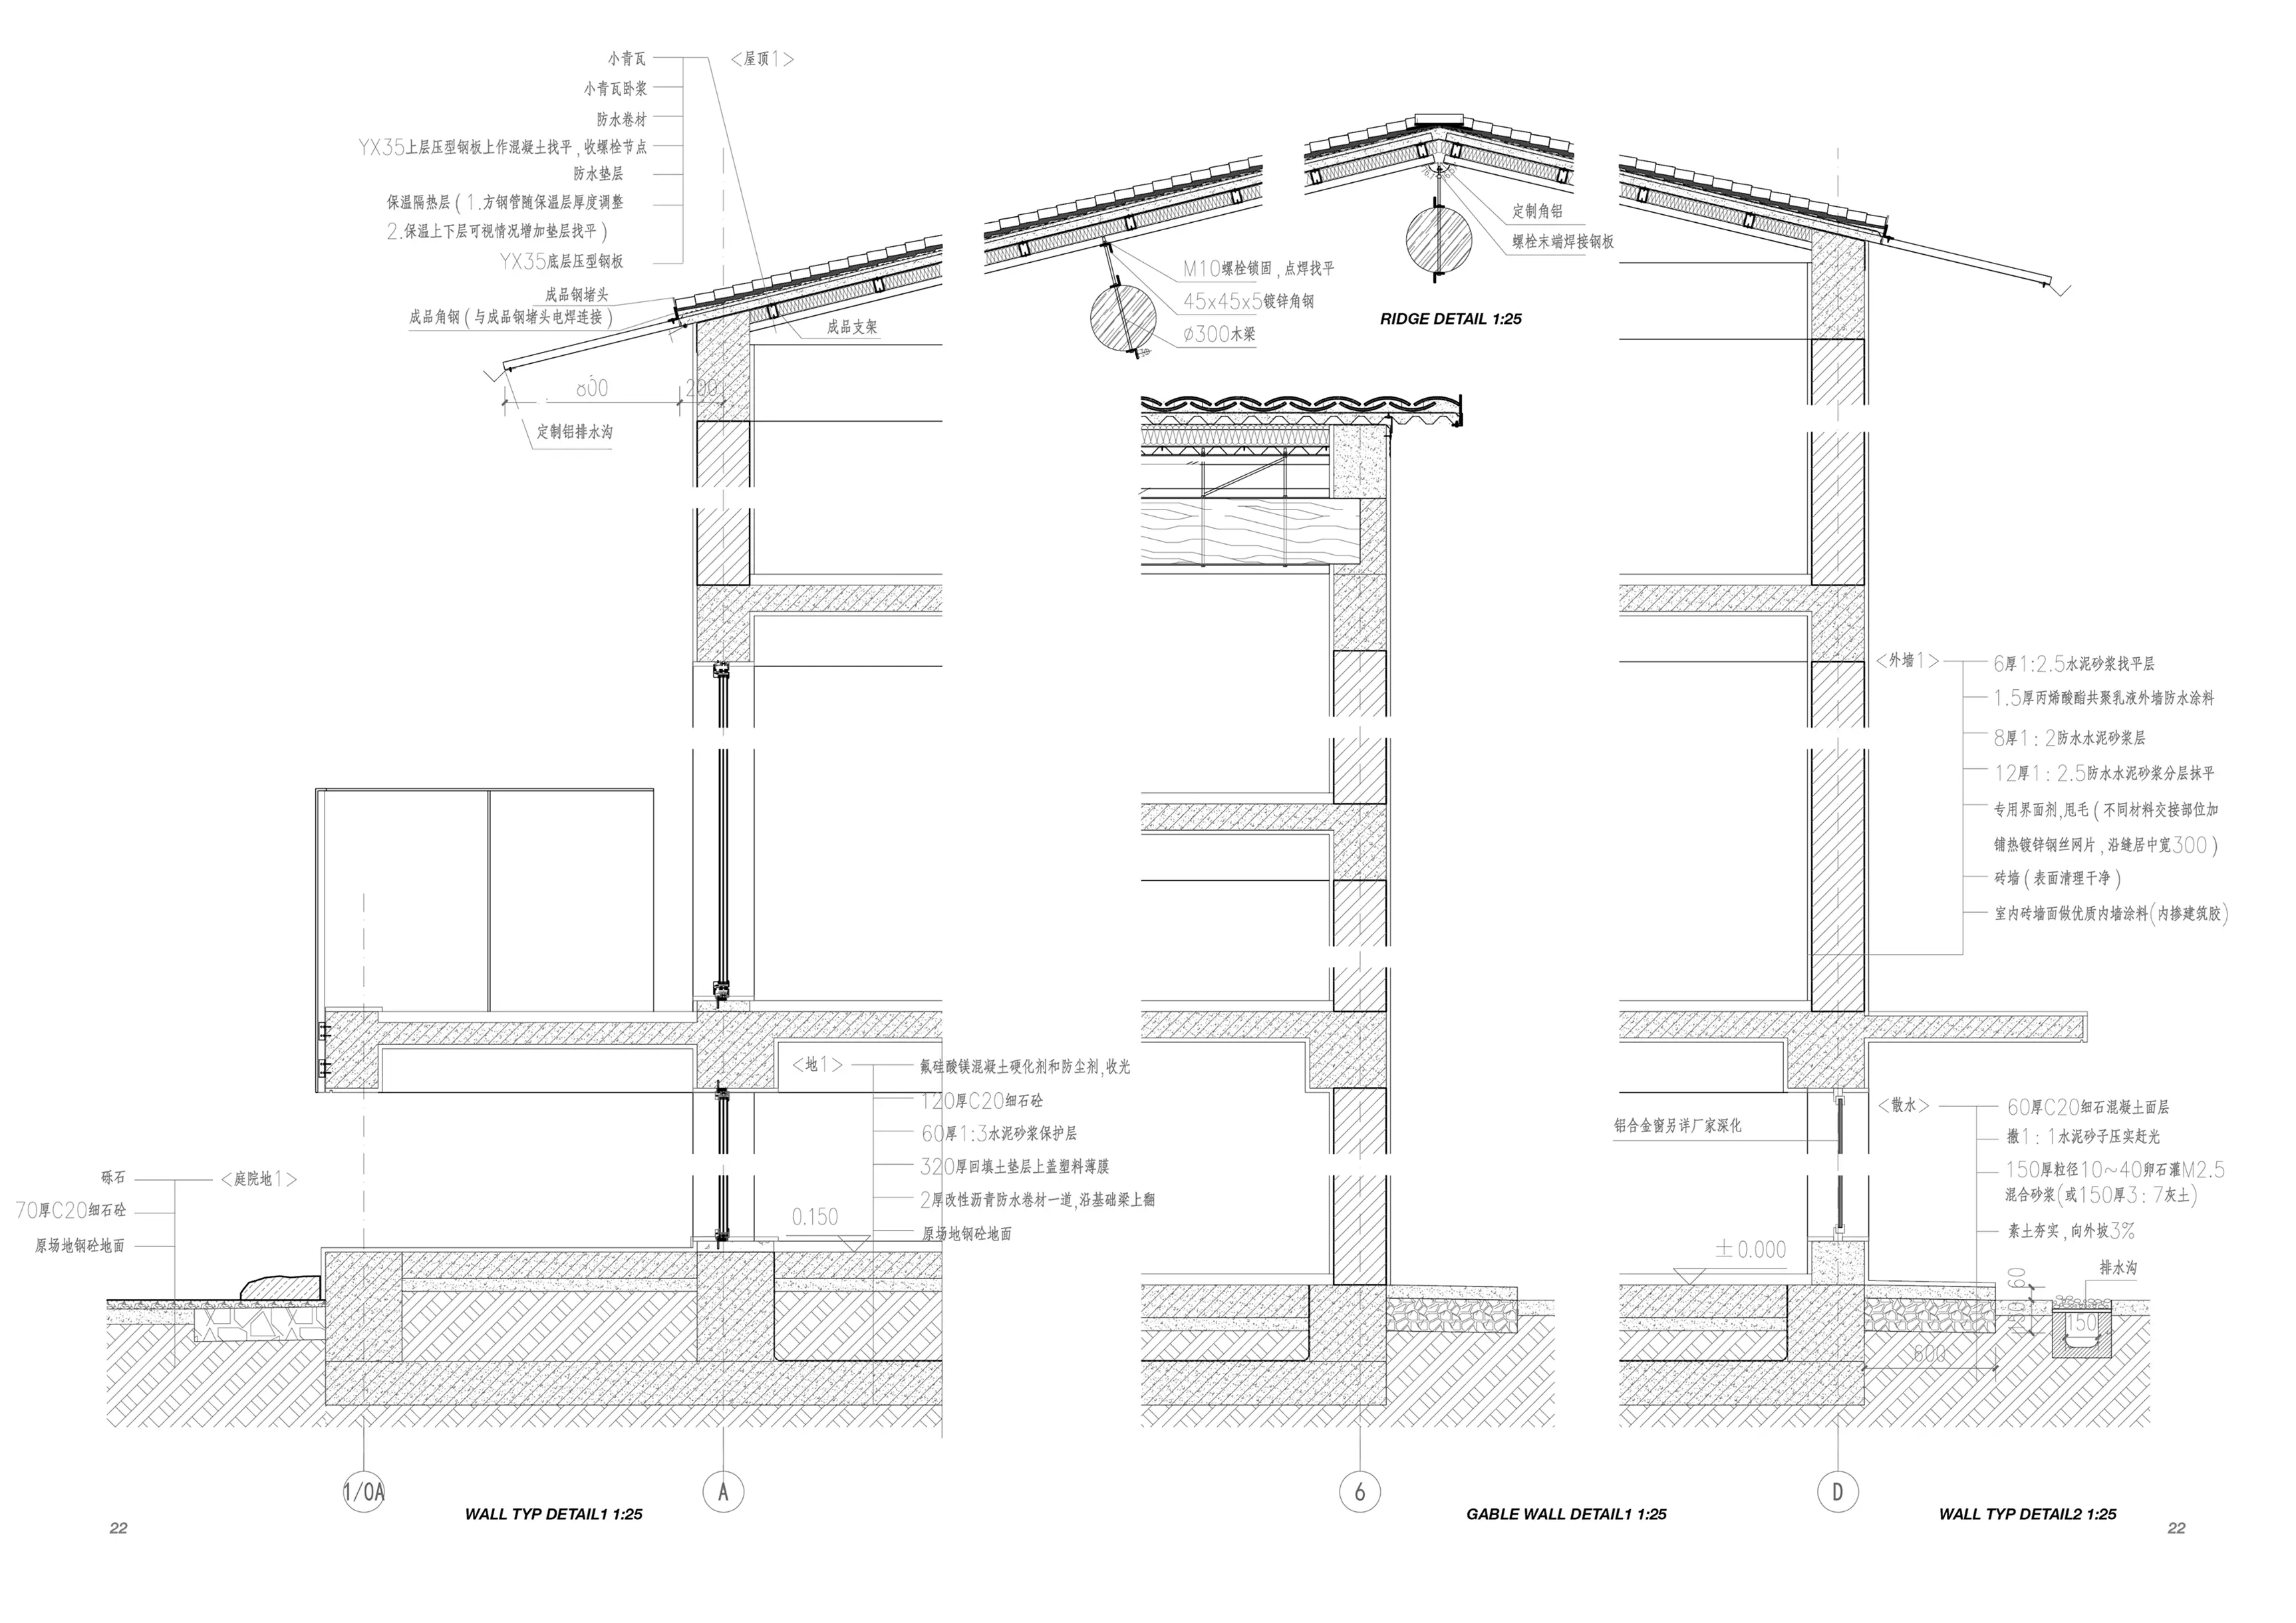 小青瓦
<屋顶1>
小青瓦卧浆
防水卷材
YX35上层压型钢板上作混凝土找平,收螺栓节点
防水垫层
保温隔热层(1.方钢管随保温层厚度调整
2.保温上下层可视情况增加垫层找平)
YX35底层压型钢板
成品钢堵头
成品角钢(与成品钢堵头电焊连接)
成品支架
800
200
定制铝排水沟
M10螺栓锁固,点焊找平
45x45x5镀锌角钢
ø300木梁
定制角铝
螺栓末端焊接钢板
RIDGE DETAIL 1:25
<外墙1>
6厚1:2.5水泥砂浆找平层
1.5厚丙烯酸酯共聚乳液外墙防水涂料
8厚1:2防水水泥砂浆层
12厚1:2.5防水水泥砂浆分层抹平
专用界面剂,甩毛(不同材料交接部位加
铺热镀锌钢丝网片,沿缝居中宽300)
砖墙(表面清理干净)
室内砖墙面做优质内墙涂料(内掺建筑胶)
<地1>
氟硅酸镁混凝土硬化剂和防尘剂,收光
120厚C20细石砼
60厚1:3水泥砂浆保护层
320厚回填土垫层上盖塑料薄膜
2厚改性沥青防水卷材一道,沿基础梁上翻
原场地钢砼地面
0.150
砾石
<庭院地1>
70厚C20细石砼
原场地钢砼地面
铝合金窗另详厂家深化
<散水>
60厚C20细石混凝土面层
撒1:1水泥砂子压实赶光
150厚粒径10~40卵石灌M2.5
混合砂浆(或150厚3:7灰土)
素土夯实,向外坡3%
排水沟
±0.000
60
150
150
600
1/0A
A
6
D
WALL TYP DETAIL1 1:25
GABLE WALL DETAIL1 1:25
WALL TYP DETAIL2 1:25
22
22